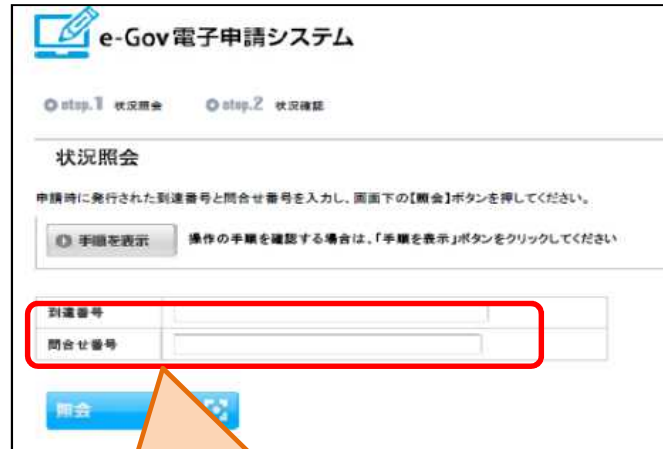 e-Gov電子申請システム
step.1 状況照会 step.2 状況確認
状況照会
申請時に発行された到達番号と問合せ番号を入力し、画面下の【照会】ボタンを押してください。
手順を表示 操作の手順を確認する場合は、「手順を表示」ボタンをクリックしてください
到達番号
問合せ番号
照会